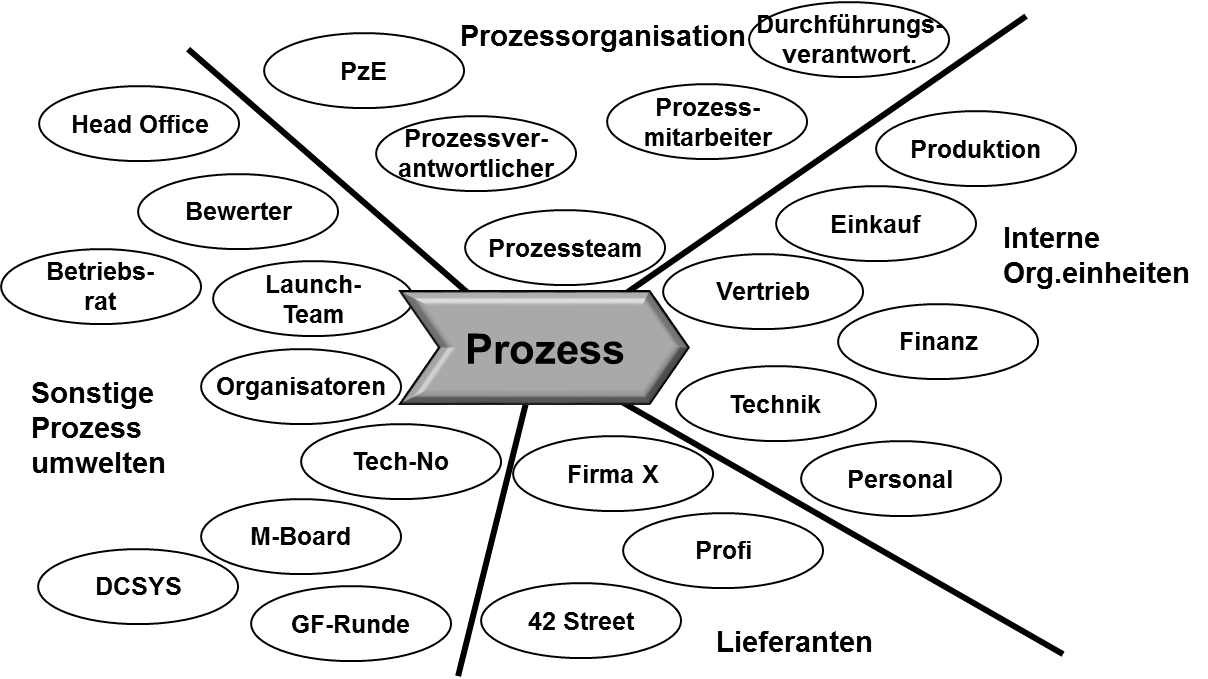 Prozessorganisation
Durchführungs-
verantwort.
PzE
Prozess-
mitarbeiter
Prozessver-
antwortlicher
Prozessteam
Head Office
Bewerter
Betriebs-
rat
Launch-
Team
Organisatoren
Sonstige
Prozess
umwelten
Tech-No
M-Board
DCSYS
GF-Runde
Prozess
Produktion
Einkauf
Interne
Org.einheiten
Vertrieb
Finanz
Technik
Personal
Firma X
Profi
42 Street
Lieferanten